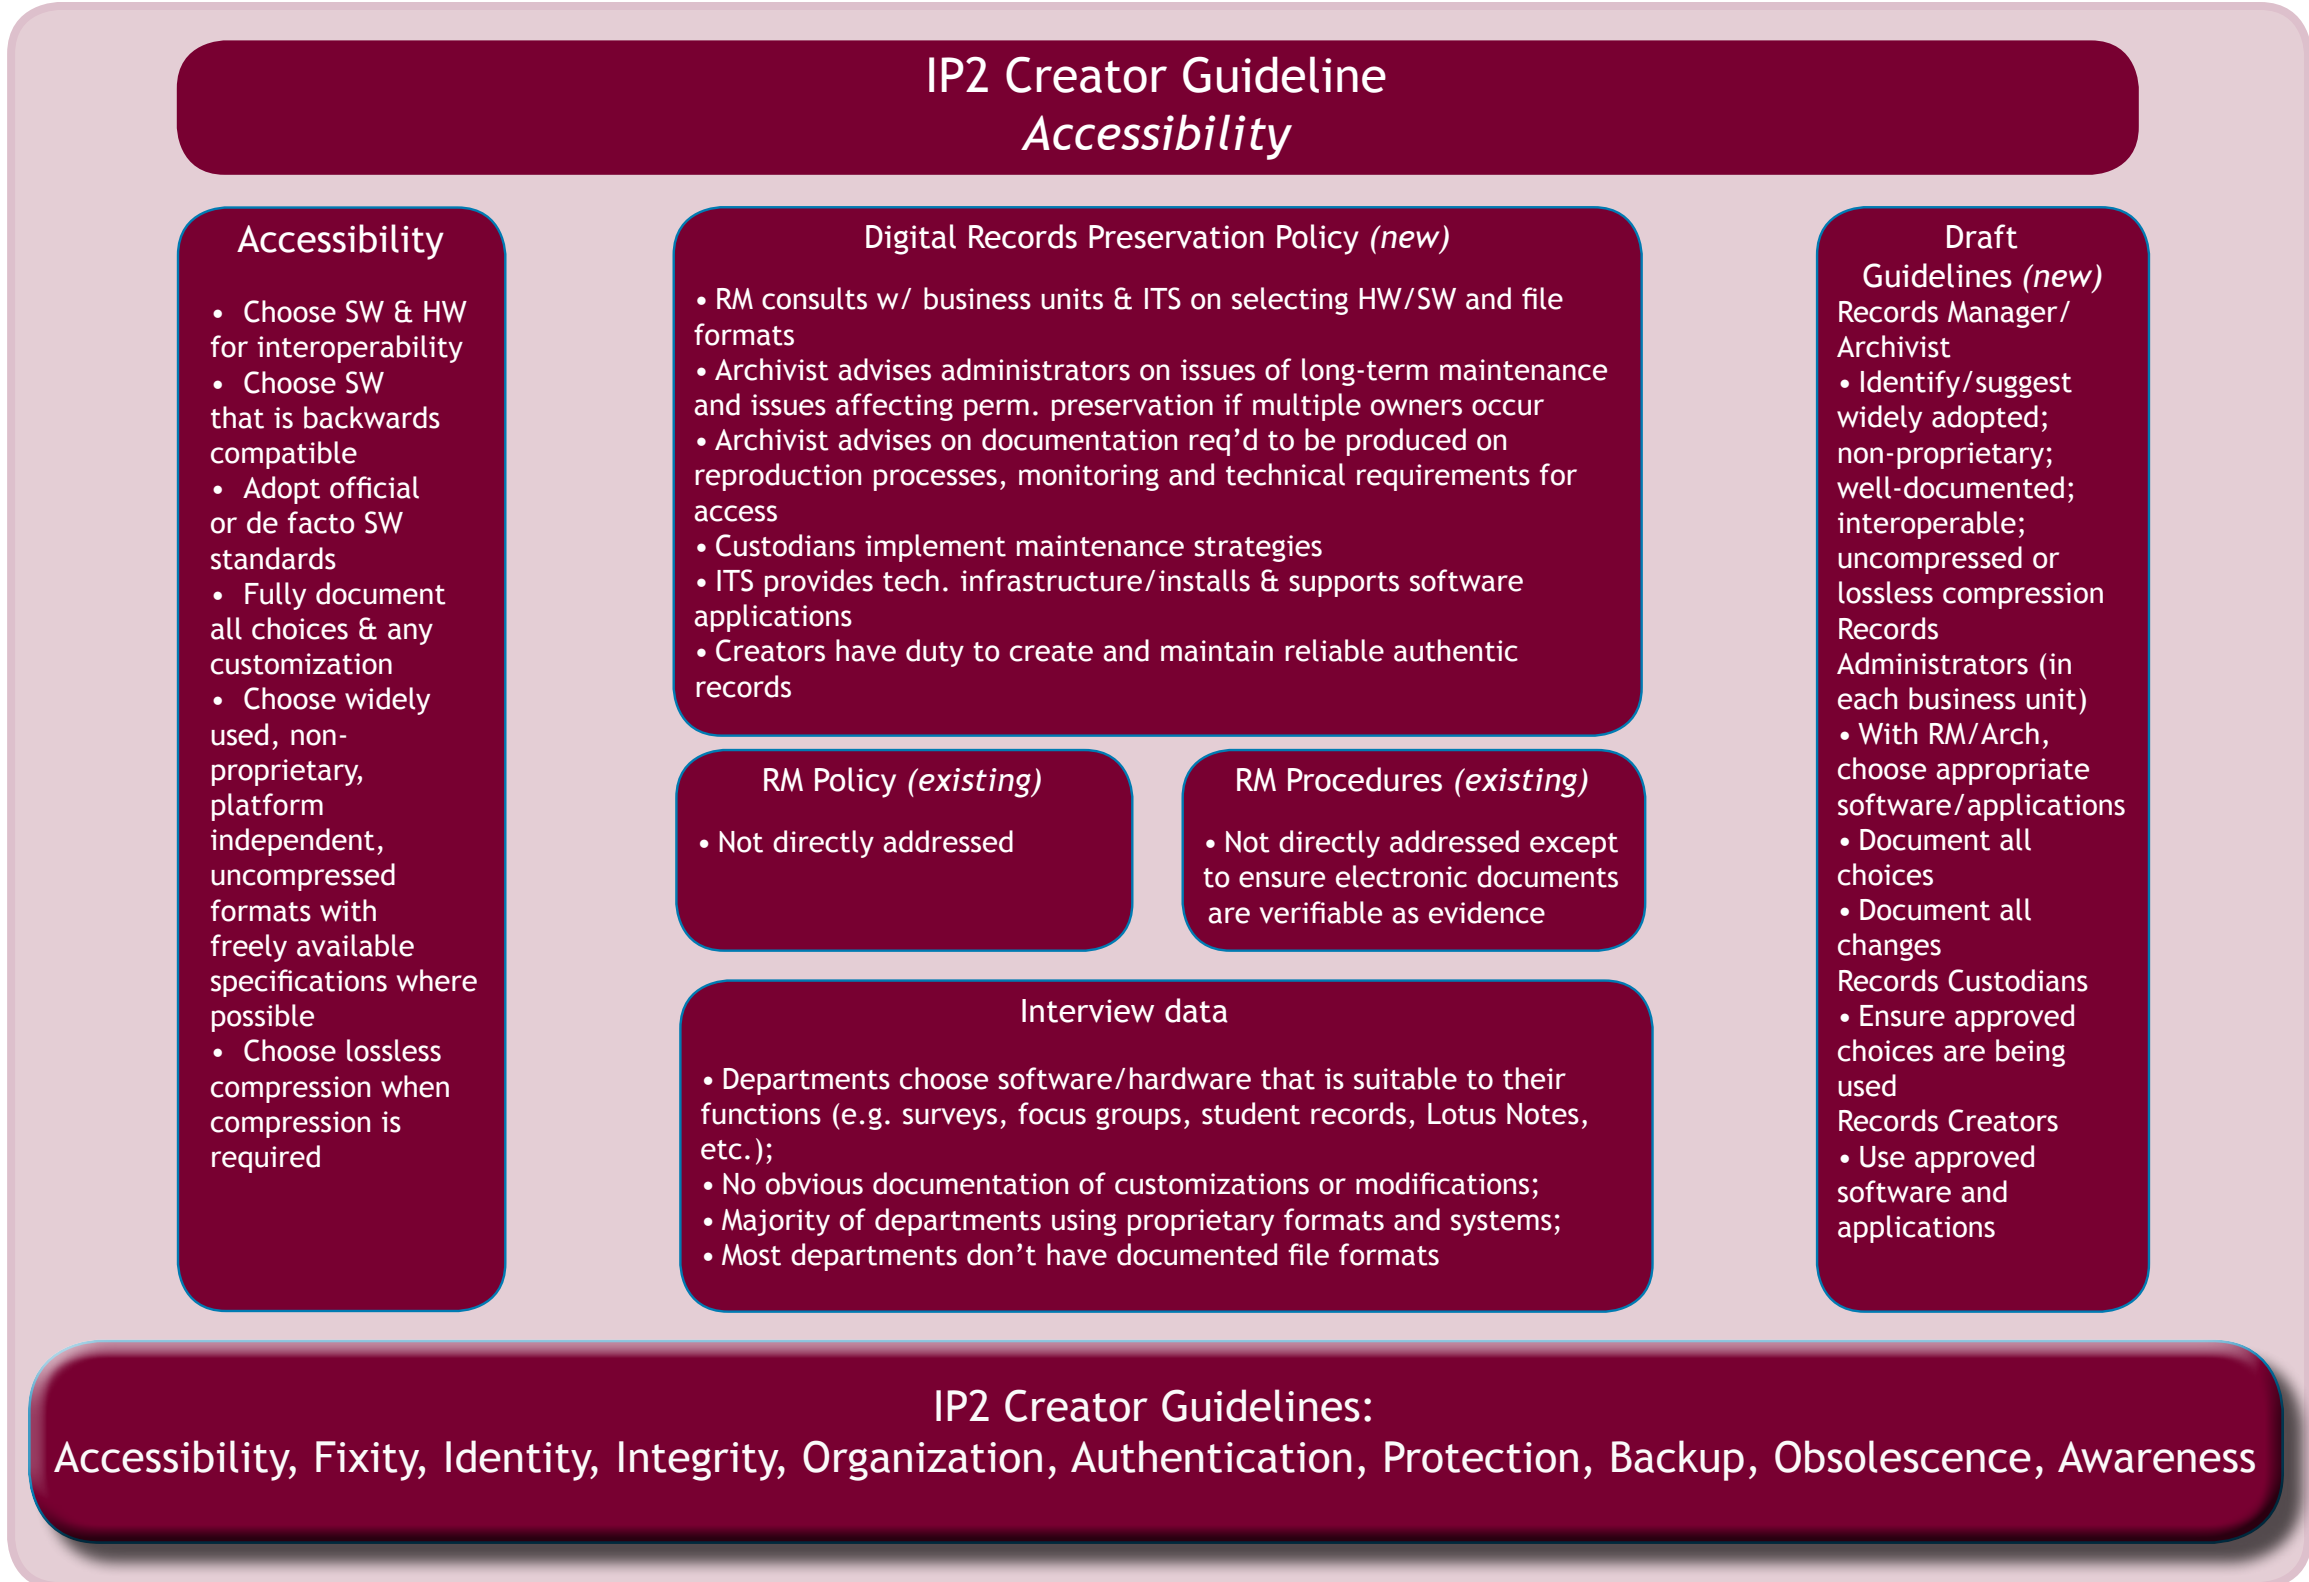 IP2 Creator Guideline
Accessibility
Accessibility
• Choose SW & HW
for interoperability
• Choose SW
that is backwards
compatible
• Adopt official
or de facto SW
standards
• Fully document
all choices & any
customization
• Choose widely
used, non-
proprietary,
platform
independent,
uncompressed
formats with
freely available
specifications where
possible
• Choose lossless
compression when
compression is
required
Digital Records Preservation Policy (new)
• RM consults w/ business units & ITS on selecting HW/SW and file
formats
• Archivist advises administrators on issues of long-term maintenance
and issues affecting perm. preservation if multiple owners occur
• Archivist advises on documentation req’d to be produced on
reproduction processes, monitoring and technical requirements for
access
• Custodians implement maintenance strategies
• ITS provides tech. infrastructure/installs & supports software
applications
• Creators have duty to create and maintain reliable authentic
records
RM Policy (existing)
• Not directly addressed
RM Procedures (existing)
• Not directly addressed except
to ensure electronic documents
are verifiable as evidence
Interview data
• Departments choose software/hardware that is suitable to their
functions (e.g. surveys, focus groups, student records, Lotus Notes,
etc.);
• No obvious documentation of customizations or modifications;
• Majority of departments using proprietary formats and systems;
• Most departments don’t have documented file formats
Draft
Guidelines (new)
Records Manager/
Archivist
• Identify/suggest
widely adopted;
non-proprietary;
well-documented;
interoperable;
uncompressed or
lossless compression
Records
Administrators (in
each business unit)
• With RM/Arch,
choose appropriate
software/applications
• Document all
choices
• Document all
changes
Records Custodians
• Ensure approved
choices are being
used
Records Creators
• Use approved
software and
applications
IP2 Creator Guidelines:
Accessibility, Fixity, Identity, Integrity, Organization, Authentication, Protection, Backup, Obsolescence, Awareness